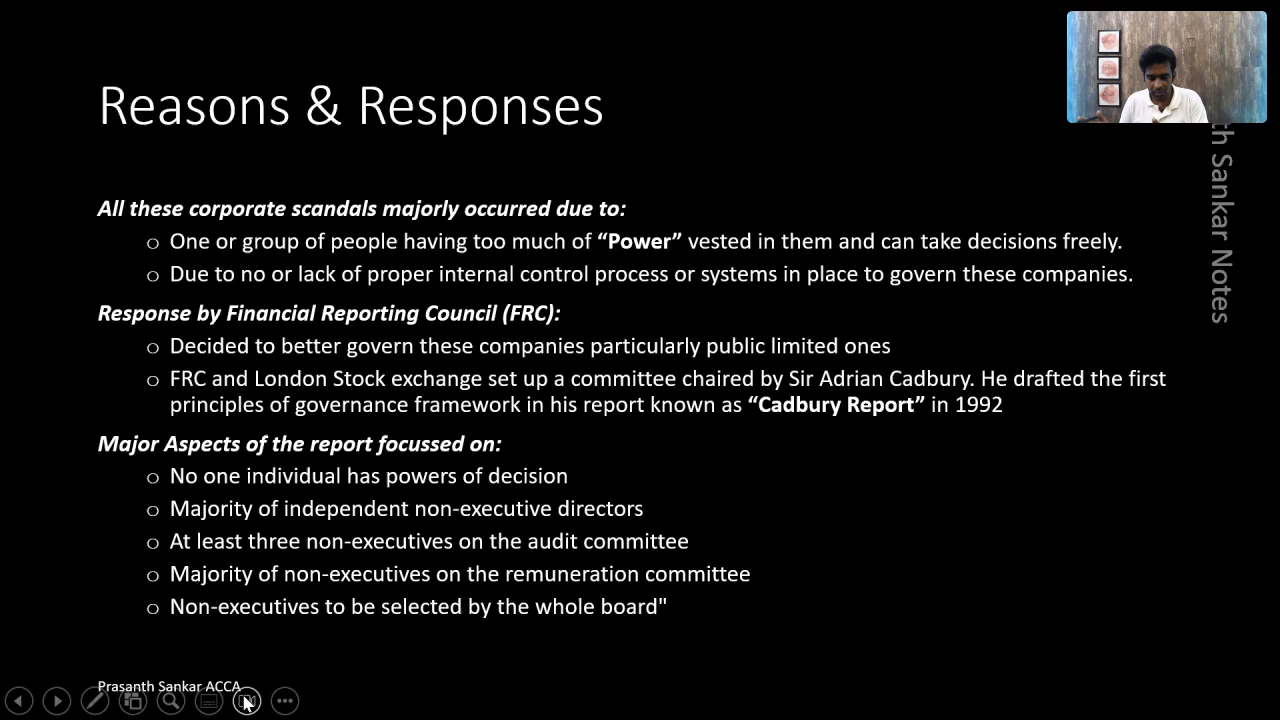 Reasons & Responses
All these corporate scandals majorly occurred due to:
○ One or group of people having too much of “Power” vested in them and can take decisions freely.
○ Due to no or lack of proper internal control process or systems in place to govern these companies.
Response by Financial Reporting Council (FRC):
○ Decided to better govern these companies particularly public limited ones
○ FRC and London Stock exchange set up a committee chaired by Sir Adrian Cadbury. He drafted the first
principles of governance framework in his report known as “Cadbury Report” in 1992
Major Aspects of the report focussed on:
○ No one individual has powers of decision
○ Majority of independent non-executive directors
○ At least three non-executives on the audit committee
○ Majority of non-executives on the remuneration committee
○ Non-executives to be selected by the whole board"
Sankar Notes
Prasanth Sankar ACCA